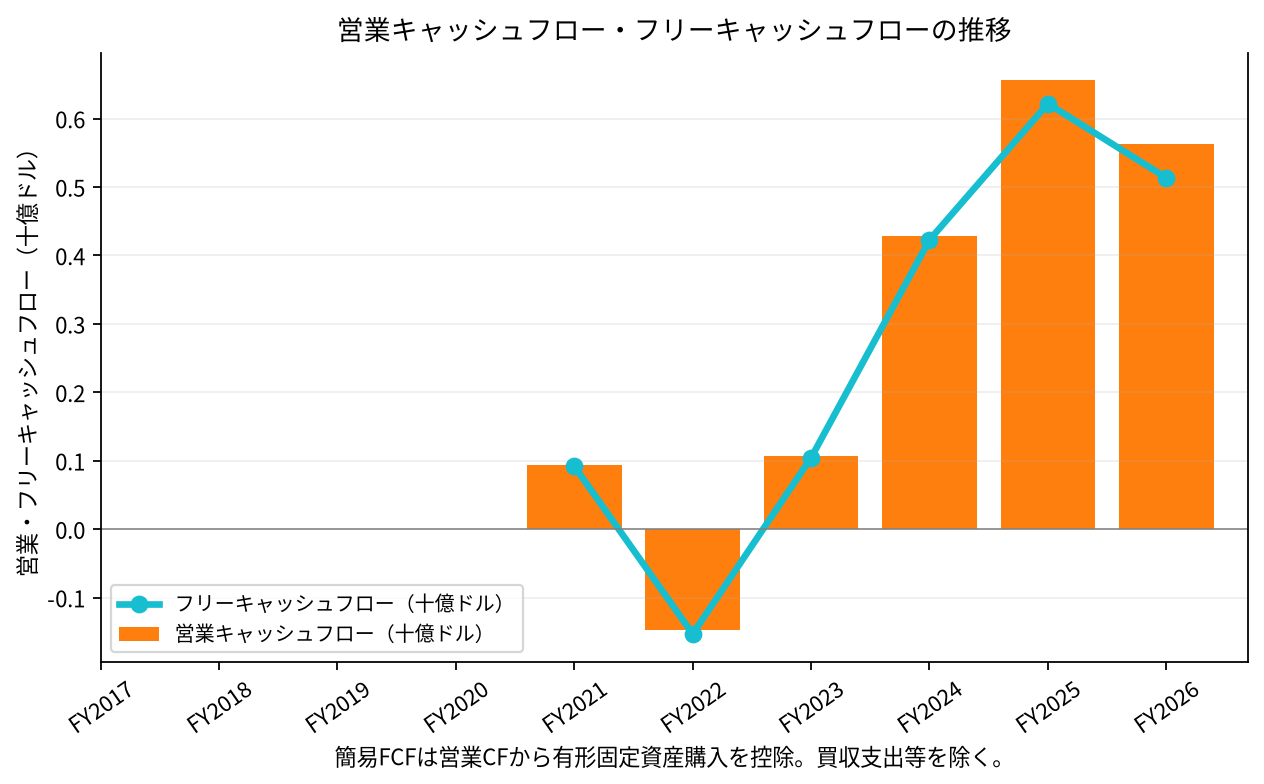 営業キャッシュフロー・フリーキャッシュフローの推移
営業・フリーキャッシュフロー（十億ドル）
0.6
0.5
0.4
0.3
0.2
0.1
0.0
-0.1
フリーキャッシュフロー（十億ドル）
営業キャッシュフロー（十億ドル）
FY2017
FY2018
FY2019
FY2020
FY2021
FY2022
FY2023
FY2024
FY2025
FY2026
簡易FCFは営業CFから有形固定資産購入を控除。買収支出等を除く。